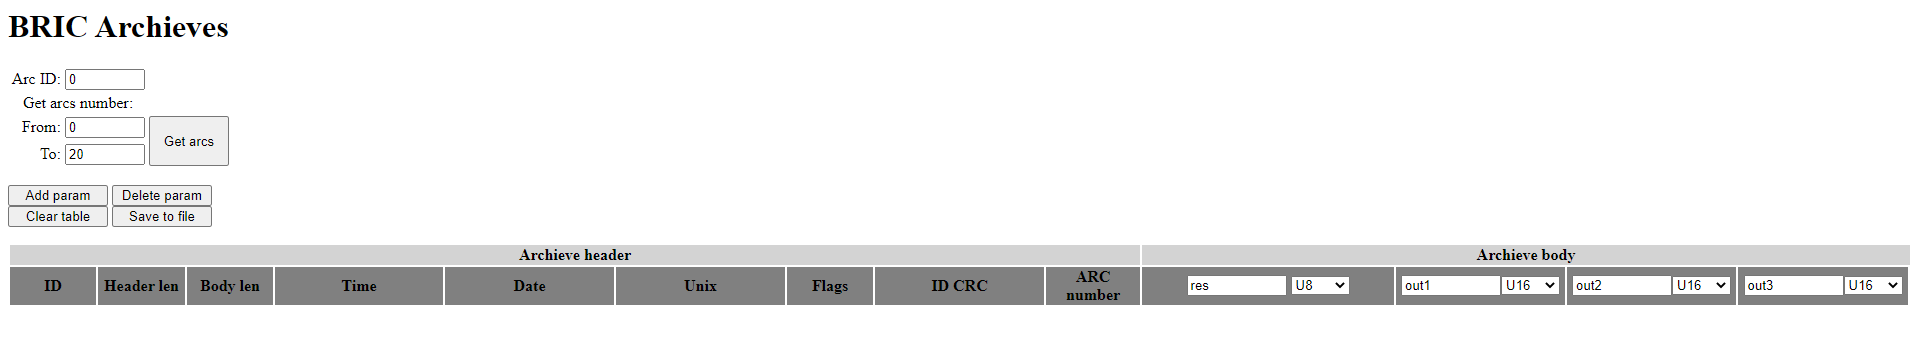 BRIC Archieves
Arc ID: 0
Get arcs number:
From: 0
To: 20
Get arcs
Add param Delete param
Clear table Save to file
Archieve header Archieve body
ID Header len Body len Time Date Unix Flags ID CRC ARC number res U8 out1 U16 out2 U16 out3 U16